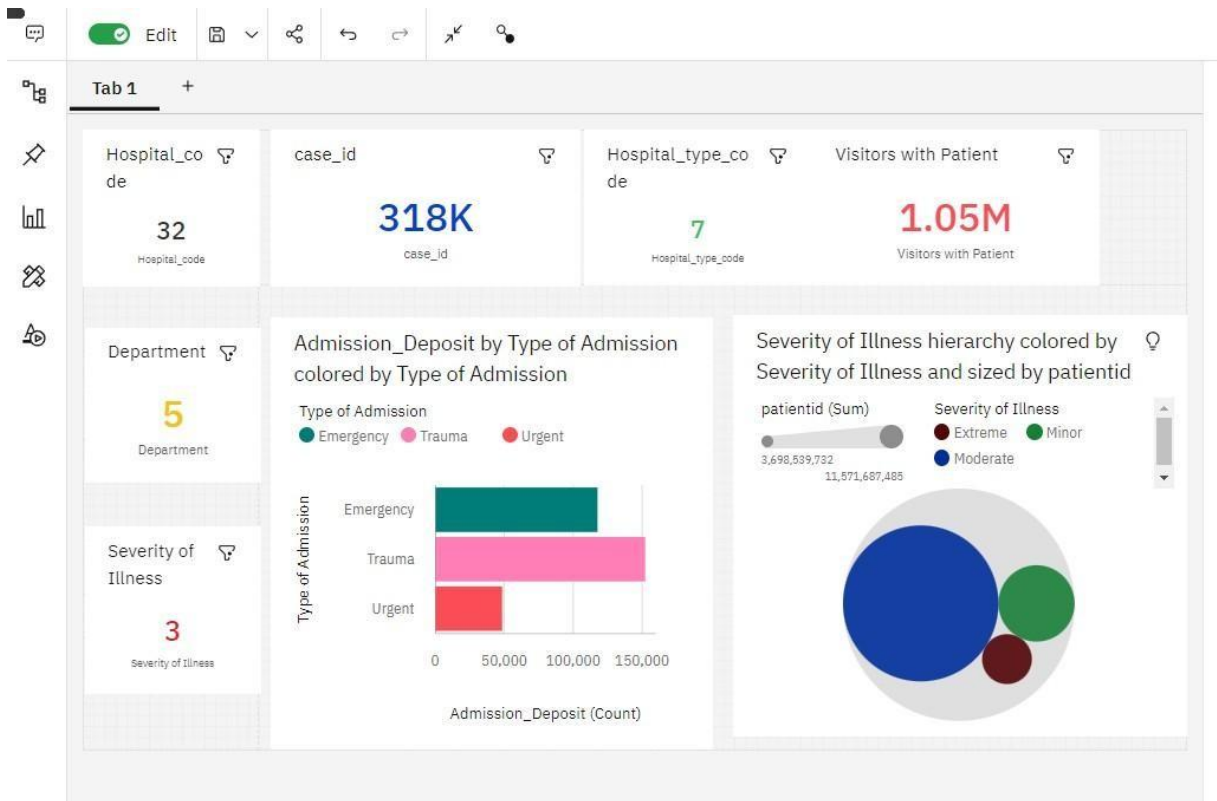 Edit
Tab 1
+
Hospital_co
de
32
Hospital_code
case_id
318K
case_id
Hospital_type_co
de
7
Hospital_type_code
Visitors with Patient
1.05M
Visitors with Patient
Department
5
Department
Severity of
Illness
3
Severity of Illness
Admission_Deposit by Type of Admission
colored by Type of Admission
Type of Admission
Emergency Trauma Urgent
Type of Admission
Emergency
Trauma
Urgent
0 50,000 100,000 150,000
Admission_Deposit (Count)
Severity of Illness hierarchy colored by
Severity of Illness and sized by patientid
patientid (Sum)
3,698,539,732
11,571,687,485
Severity of Illness
Extreme Minor
Moderate